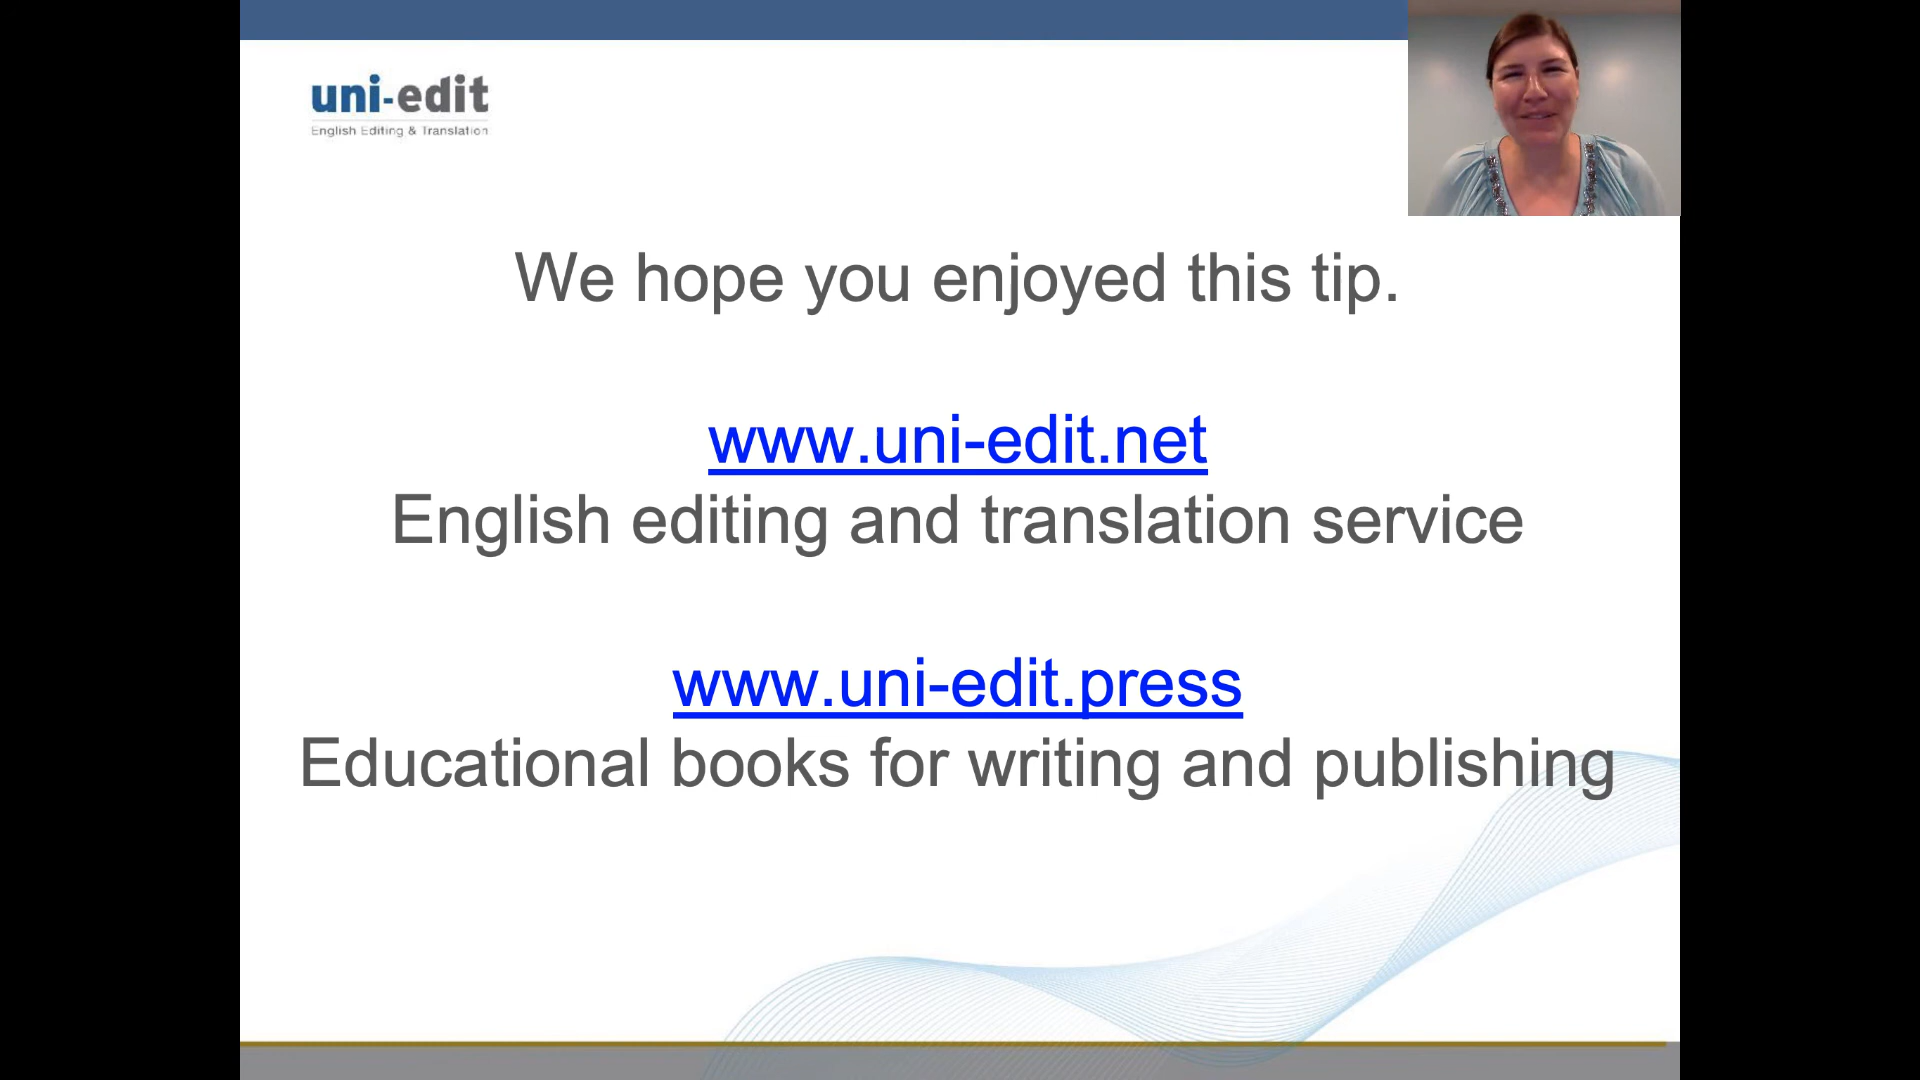 uni-edit
English Editing & Translation
We hope you enjoyed this tip.
www.uni-edit.net
English editing and translation service
www.uni-edit.press
Educational books for writing and publishing